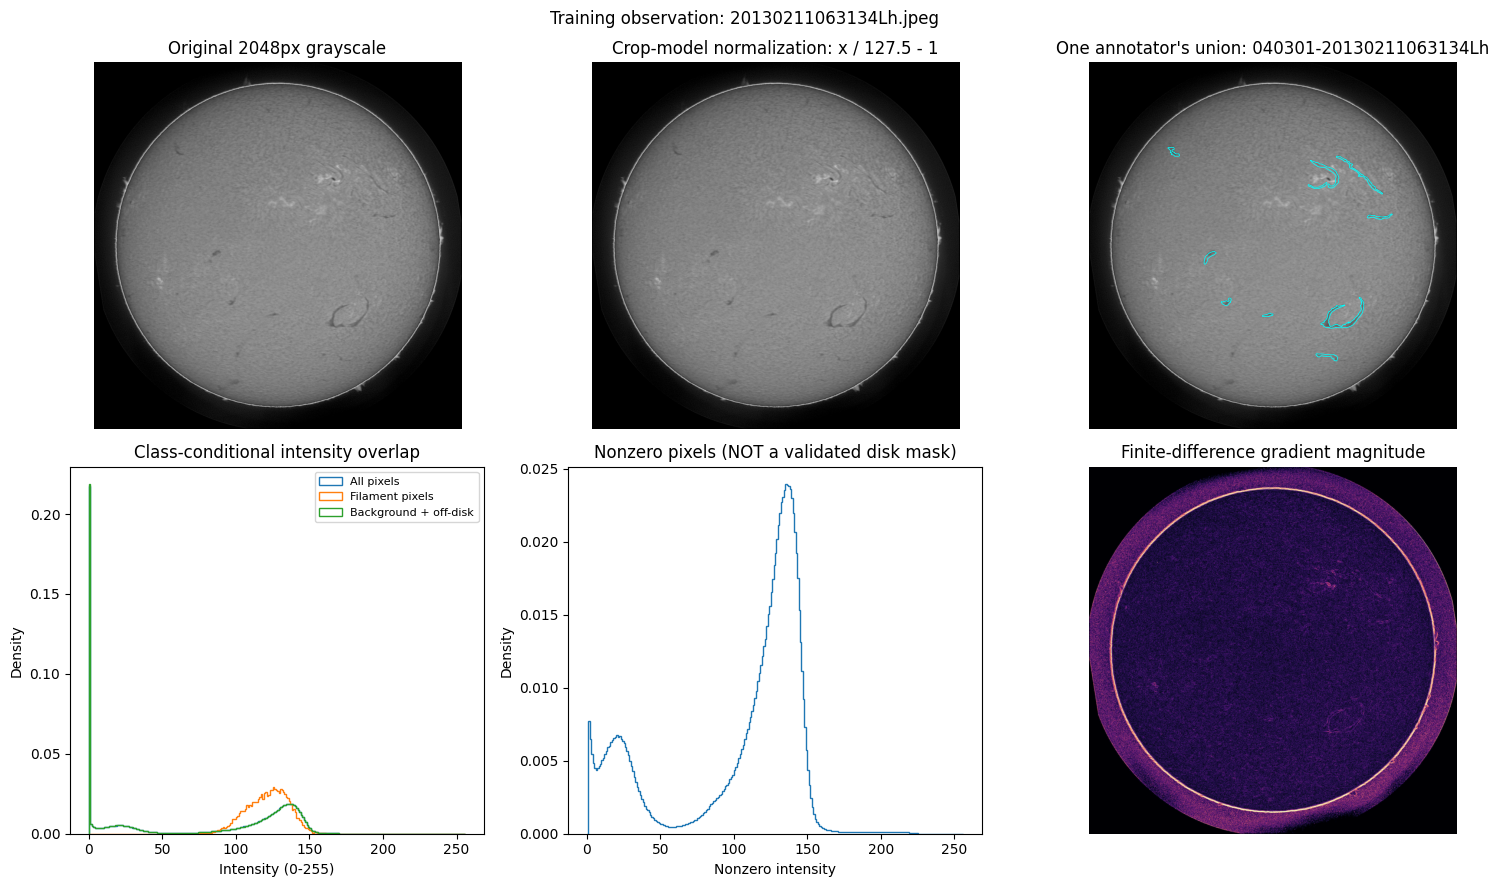 Training observation: 20130211063134Lh.jpeg
Original 2048px grayscale
Crop-model normalization: x / 127.5 - 1
One annotator's union: 040301-20130211063134Lh
Class-conditional intensity overlap
All pixels
Filament pixels
Background + off-disk
Density
0.20
0.15
0.10
0.05
0.00
0 50 100 150 200 250
Intensity (0-255)
Nonzero pixels (NOT a validated disk mask)
Density
0.025
0.020
0.015
0.010
0.005
0.000
0 50 100 150 200 250
Nonzero intensity
Finite-difference gradient magnitude